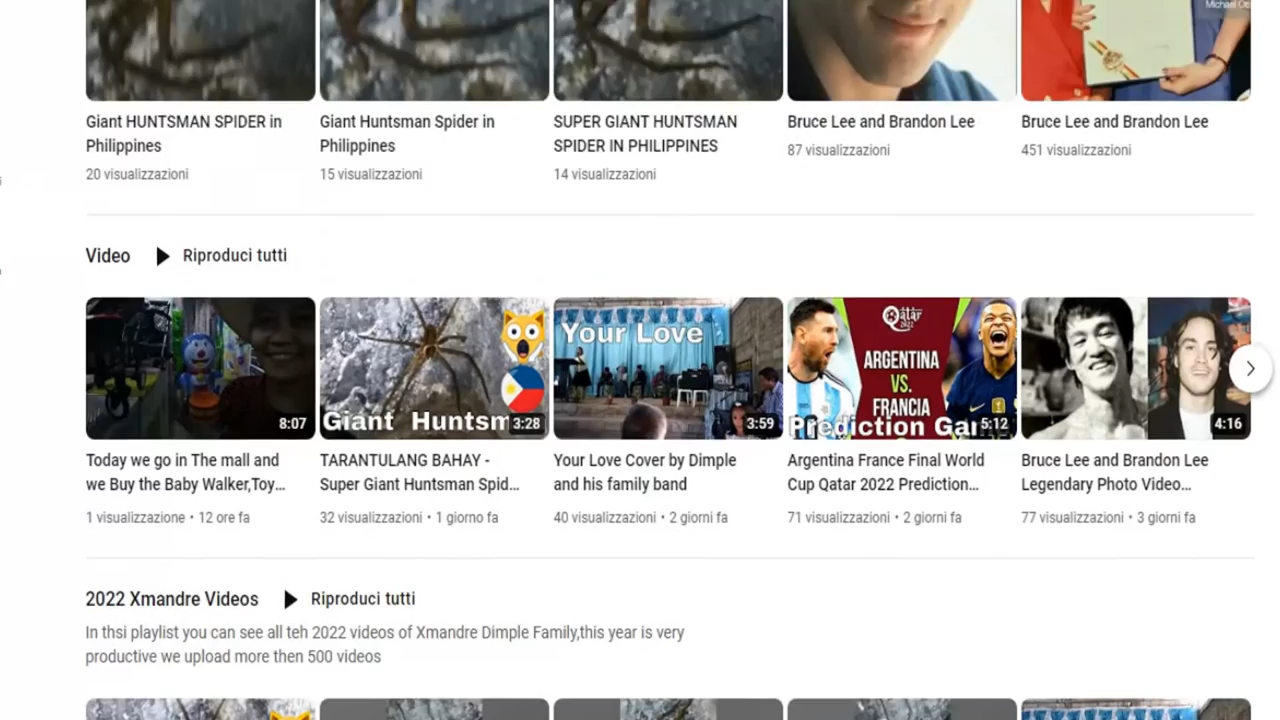 Michael De
Giant HUNTSMAN SPIDER in
Philippines
20 visualizzazioni
Giant Huntsman Spider in
Philippines
15 visualizzazioni
SUPER GIANT HUNTSMAN
SPIDER IN PHILIPPINES
14 visualizzazioni
Bruce Lee and Brandon Lee
87 visualizzazioni
Bruce Lee and Brandon Lee
451 visualizzazioni
Video Riproduci tutti
8:07
Giant Huntsm 3:28
Your Love
3:59
Qatar
2022
ARGENTINA
VS.
FRANCIA
Prediction Gam 5:12
4:16
Today we go in The mall and
we Buy the Baby Walker,Toy...
1 visualizzazione • 12 ore fa
TARANTULANG BAHAY -
Super Giant Huntsman Spid...
32 visualizzazioni • 1 giorno fa
Your Love Cover by Dimple
and his family band
40 visualizzazioni • 2 giorni fa
Argentina France Final World
Cup Qatar 2022 Prediction...
71 visualizzazioni • 2 giorni fa
Bruce Lee and Brandon Lee
Legendary Photo Video...
77 visualizzazioni • 3 giorni fa
2022 Xmandre Videos Riproduci tutti
In thsi playlist you can see all teh 2022 videos of Xmandre Dimple Family,this year is very
productive we upload more then 500 videos